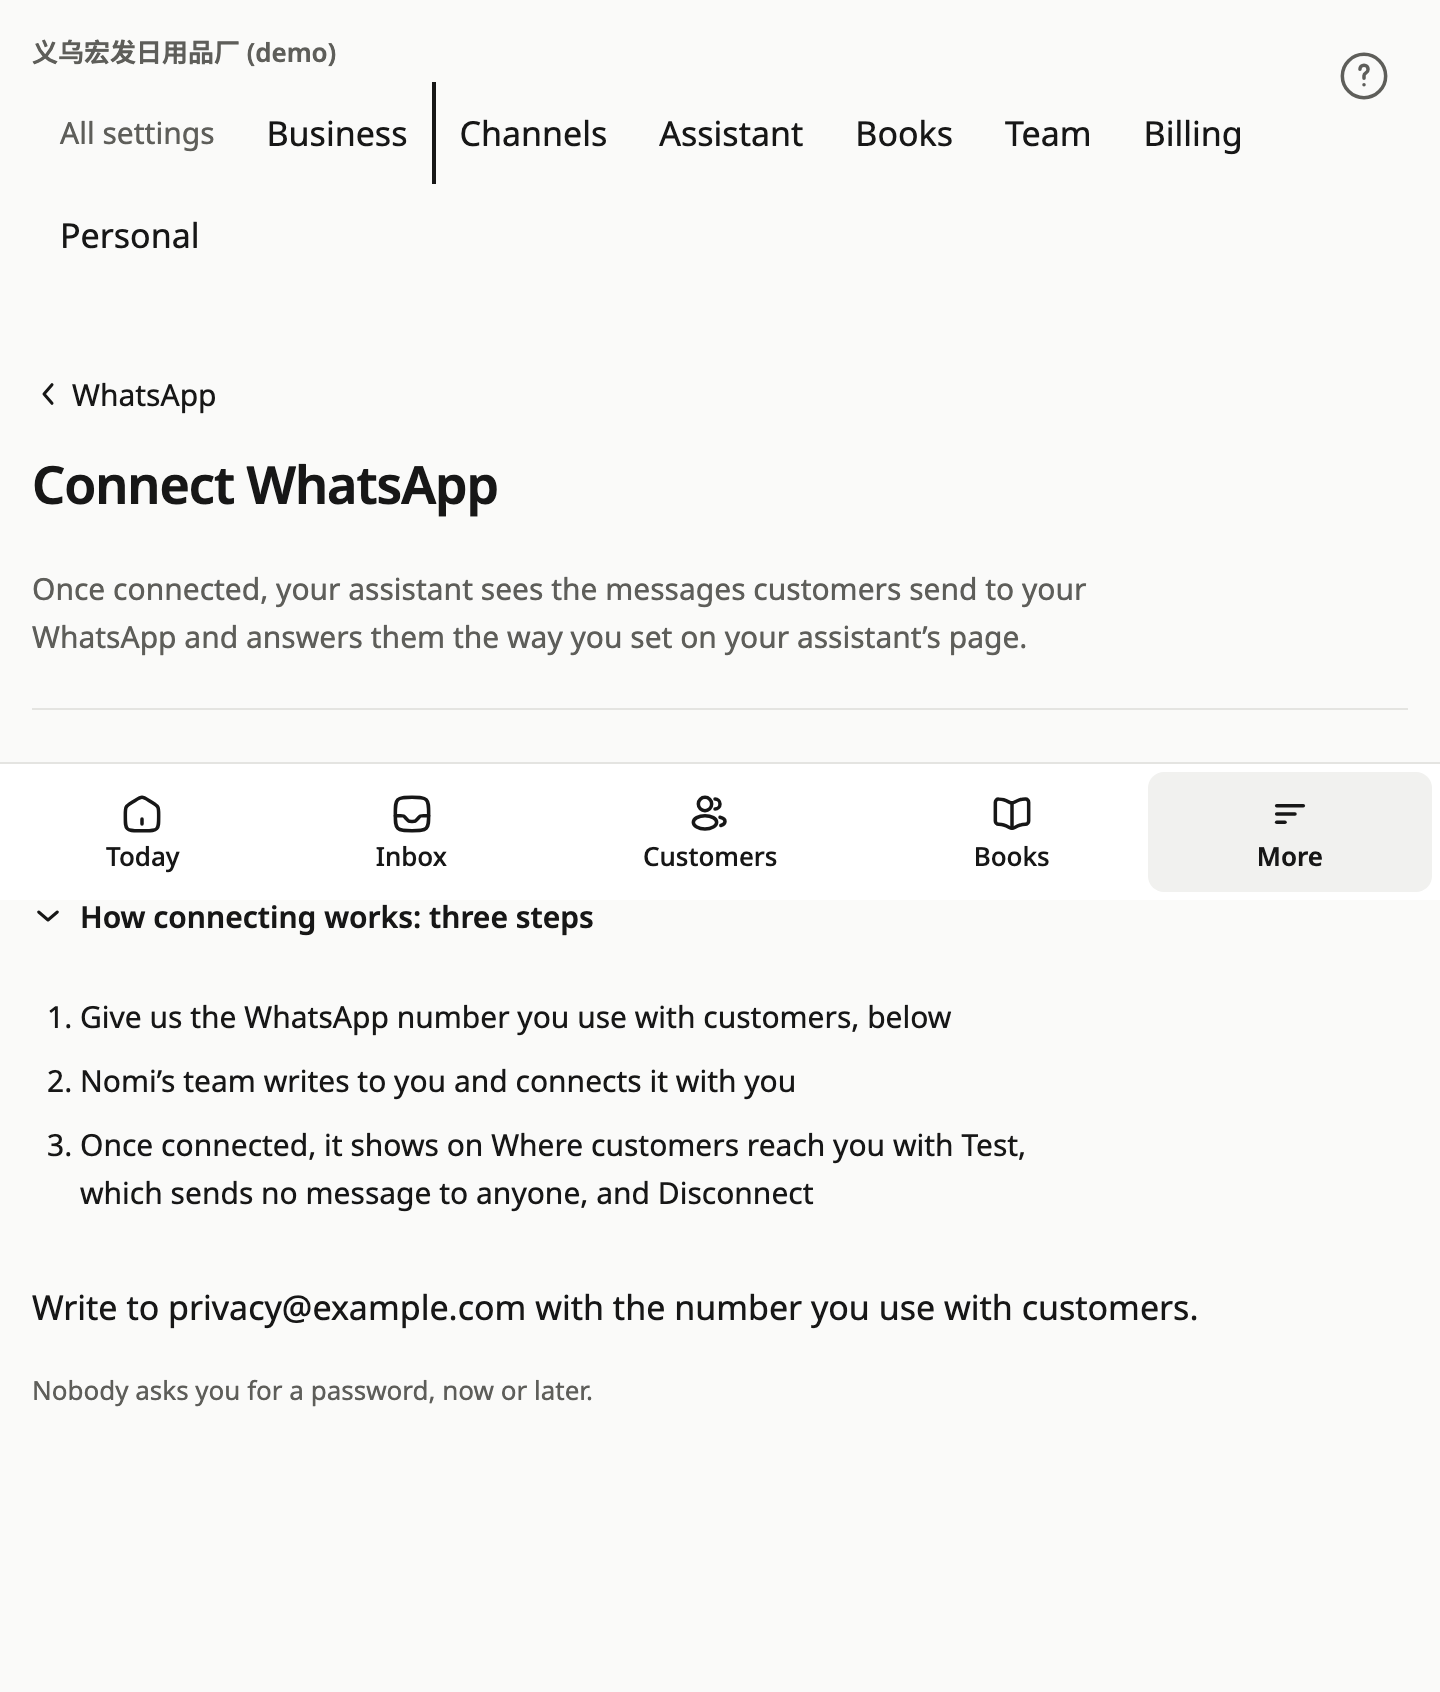 义乌宏发日用品厂 (demo)
All settings
Business
Channels
Assistant
Books
Team
Billing
Personal
WhatsApp
Connect WhatsApp
Once connected, your assistant sees the messages customers send to your
WhatsApp and answers them the way you set on your assistant’s page.
Today
Inbox
Customers
Books
More
How connecting works: three steps
1. Give us the WhatsApp number you use with customers, below
2. Nomi’s team writes to you and connects it with you
3. Once connected, it shows on Where customers reach you with Test,
which sends no message to anyone, and Disconnect
Write to privacy@example.com with the number you use with customers.
Nobody asks you for a password, now or later.